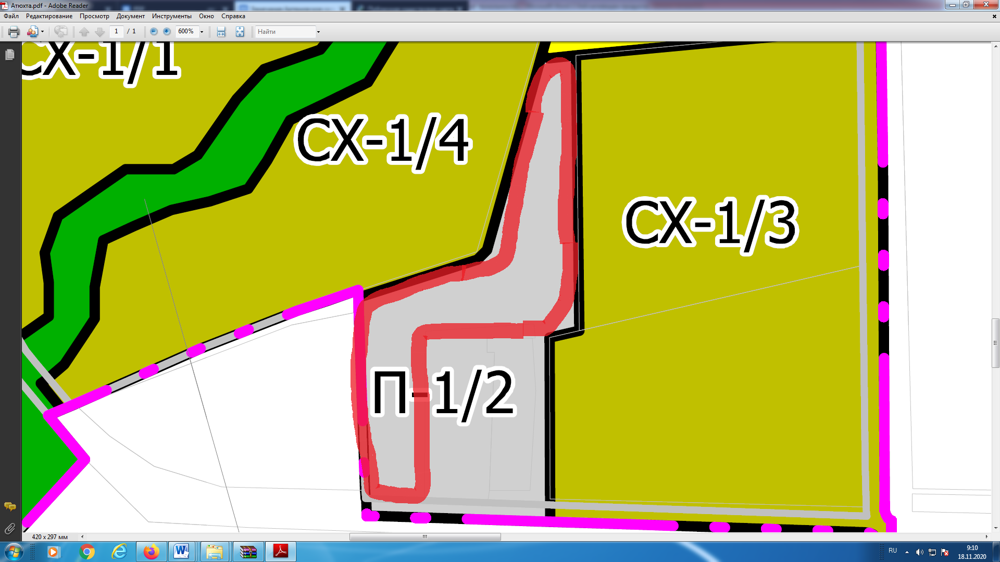 Атюхта.pdf - Adobe Reader
Файл Редактирование Просмотр Документ Инструменты Окно Справка
1 / 1 600% Найти
СХ-1/1
СХ-1/4
СХ-1/3
П-1/2
420 x 297 мм
RU
9:10
18.11.2020